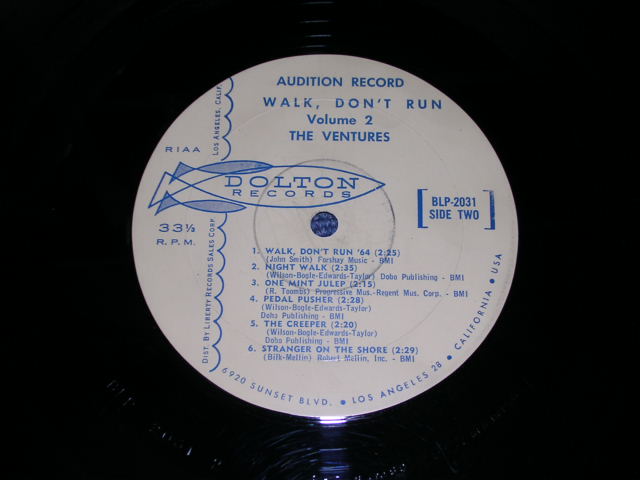 AUDITION RECORD
WALK, DON'T RUN
Volume 2
THE VENTURES
LOS ANGELES, CALIF.
RIAA
DOLTON
RECORDS
33⅓
R.P.M.
BLP-2031
SIDE TWO
1. WALK, DON'T RUN '64 (2:25)
(John Smith) Forshay Music - BMI
2. NIGHT WALK (2:35)
(Wilson-Bogle-Edwards-Taylor) Doba Publishing - BMI
3. ONE MINT JULEP (2:15)
(R. Toombs) Progressive Mus.-Regent Mus. Corp. - BMI
4. PEDAL PUSHER (2:28)
(Wilson-Bogle-Edwards-Taylor)
Doba Publishing - BMI
5. THE CREEPER (2:20)
(Wilson-Bogle-Edwards-Taylor)
Doba Publishing - BMI
6. STRANGER ON THE SHORE (2:29)
(Bilk-Mellin) Robert Mellin, Inc. - BMI
DIST. BY LIBERTY RECORDS SALES CORP.
6920 SUNSET BLVD. • LOS ANGELES 28 • CALIFORNIA • USA
BLP